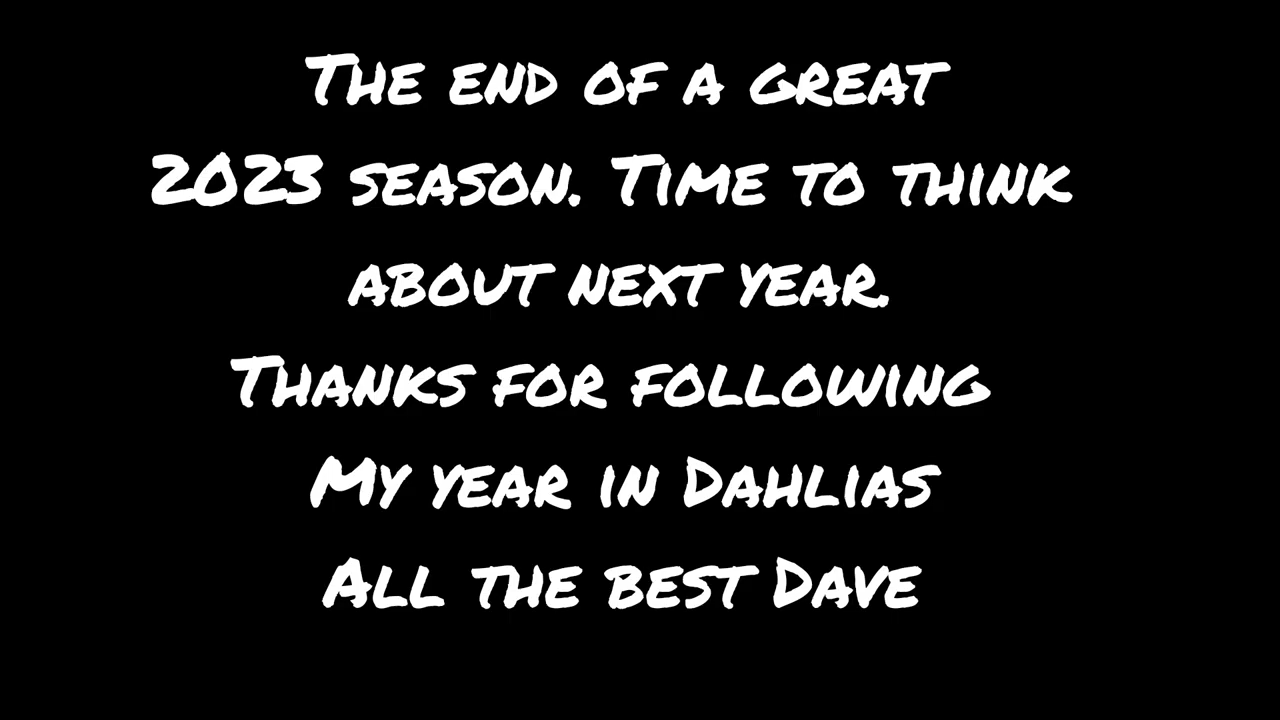 The end of a great
2023 season. Time to think
about next year.
Thanks for following
My year in Dahlias
All the best Dave